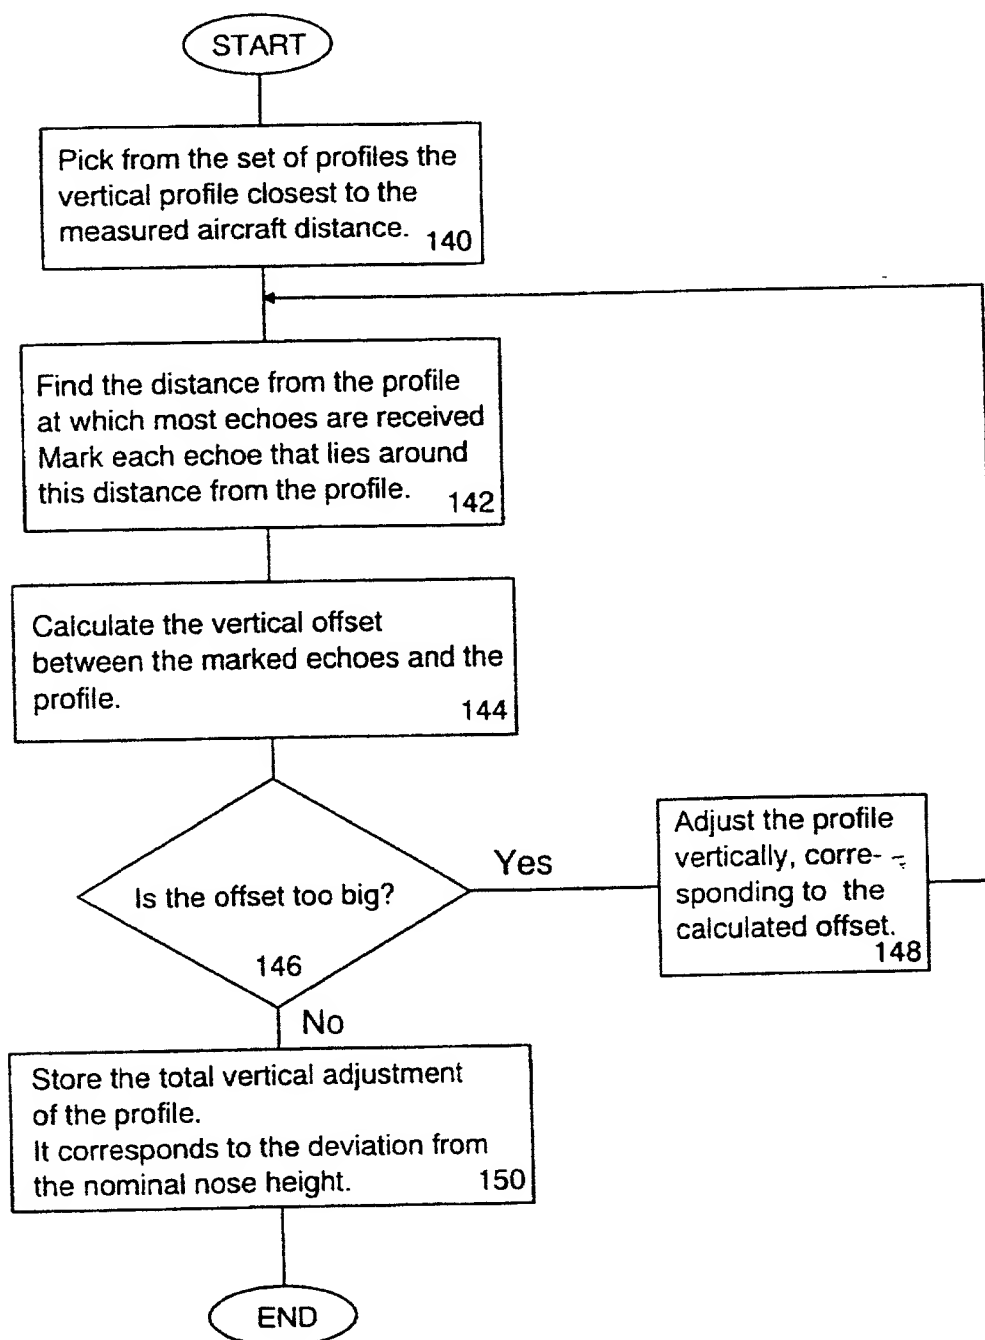 START
Pick from the set of profiles the
vertical profile closest to the
measured aircraft distance.
140
Find the distance from the profile
at which most echoes are received
Mark each echoe that lies around
this distance from the profile.
142
Calculate the vertical offset
between the marked echoes and the
profile.
144
Is the offset too big?
146
Yes
Adjust the profile
vertically, corre-
sponding to the
calculated offset.
148
No
Store the total vertical adjustment
of the profile.
It corresponds to the deviation from
the nominal nose height.
150
END